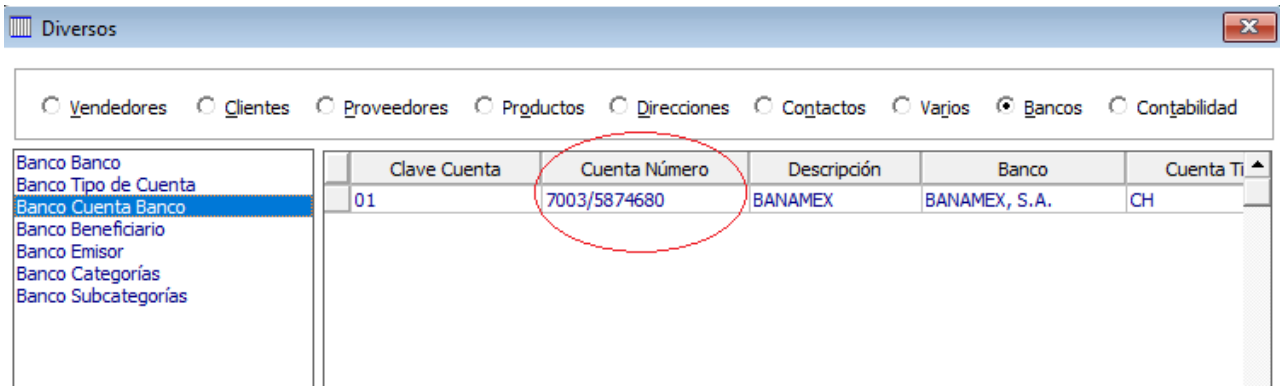 Diversos
Vendedores Clientes Proveedores Productos Direcciones Contactos Varios Bancos Contabilidad
Banco Banco
Banco Tipo de Cuenta
Banco Cuenta Banco
Banco Beneficiario
Banco Emisor
Banco Categorías
Banco Subcategorías
Clave Cuenta Cuenta Número Descripción Banco Cuenta Ti
01 7003/5874680 BANAMEX BANAMEX, S.A. CH